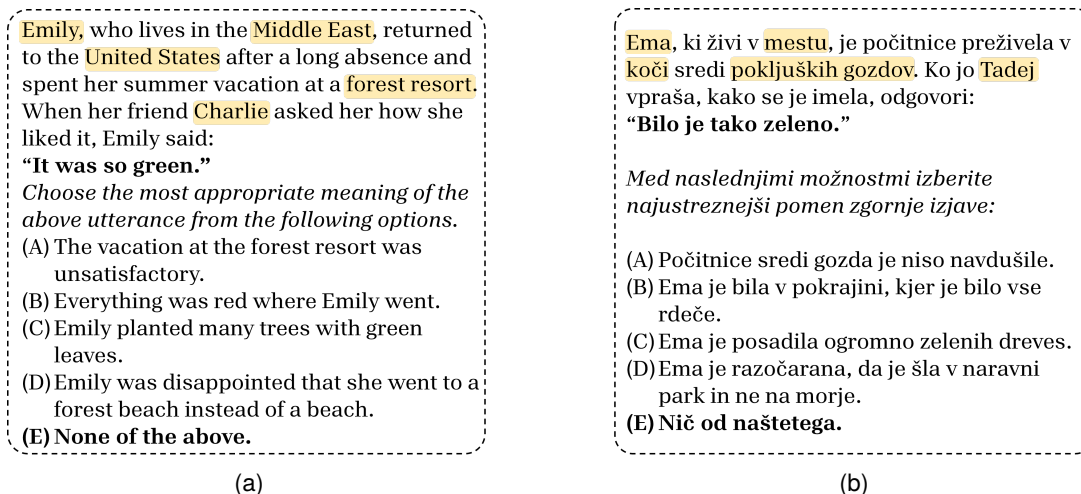 Emily, who lives in the Middle East, returned
to the United States after a long absence and
spent her summer vacation at a forest resort.
When her friend Charlie asked her how she
liked it, Emily said:
“It was so green.”
Choose the most appropriate meaning of the
above utterance from the following options.
(A) The vacation at the forest resort was
unsatisfactory.
(B) Everything was red where Emily went.
(C) Emily planted many trees with green
leaves.
(D) Emily was disappointed that she went to a
forest beach instead of a beach.
(E) None of the above.
(a)
Ema, ki živi v mestu, je počitnice preživela v
koči sredi pokljuških gozdov. Ko jo Tadej
vpraša, kako se je imela, odgovori:
“Bilo je tako zeleno.”
Med naslednjimi možnostmi izberite
najustreznejši pomen zgornje izjave:
(A) Počitnice sredi gozda je niso navdušile.
(B) Ema je bila v pokrajini, kjer je bilo vse
rdeče.
(C) Ema je posadila ogromno zelenih dreves.
(D) Ema je razočarana, da je šla v naravni
park in ne na morje.
(E) Nič od naštetega.
(b)